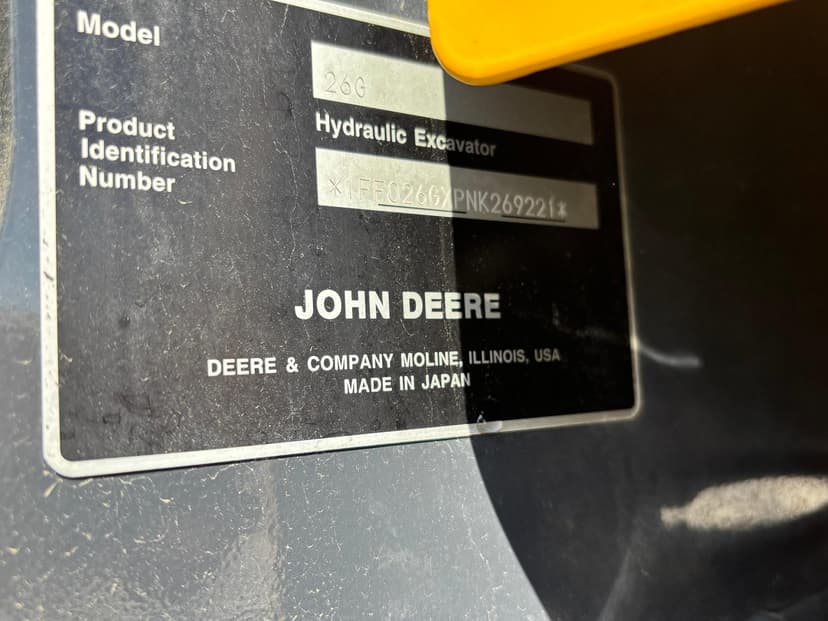 Model
26G
Hydraulic Excavator
Product
Identification
Number
*1FF026GXPNK269221*
JOHN DEERE
DEERE & COMPANY MOLINE, ILLINOIS, USA
MADE IN JAPAN